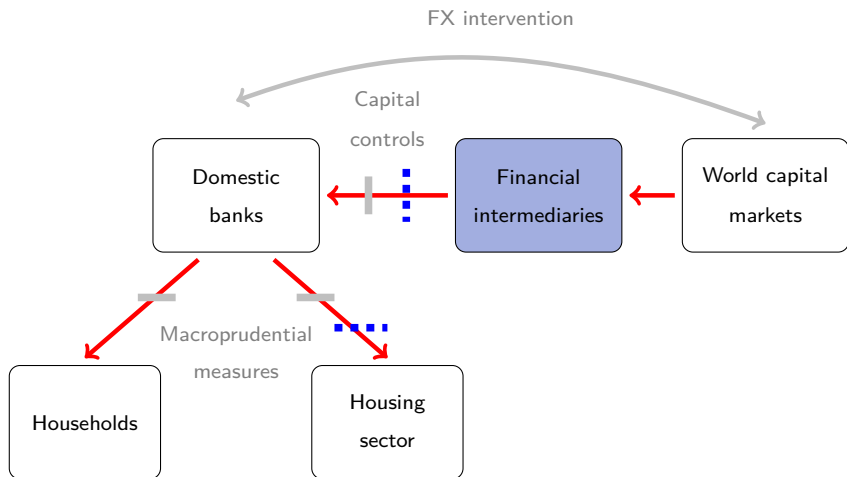 FX intervention
Capital
controls
Domestic
banks
Financial
intermediaries
World capital
markets
Macroprudential
measures
Households
Housing
sector